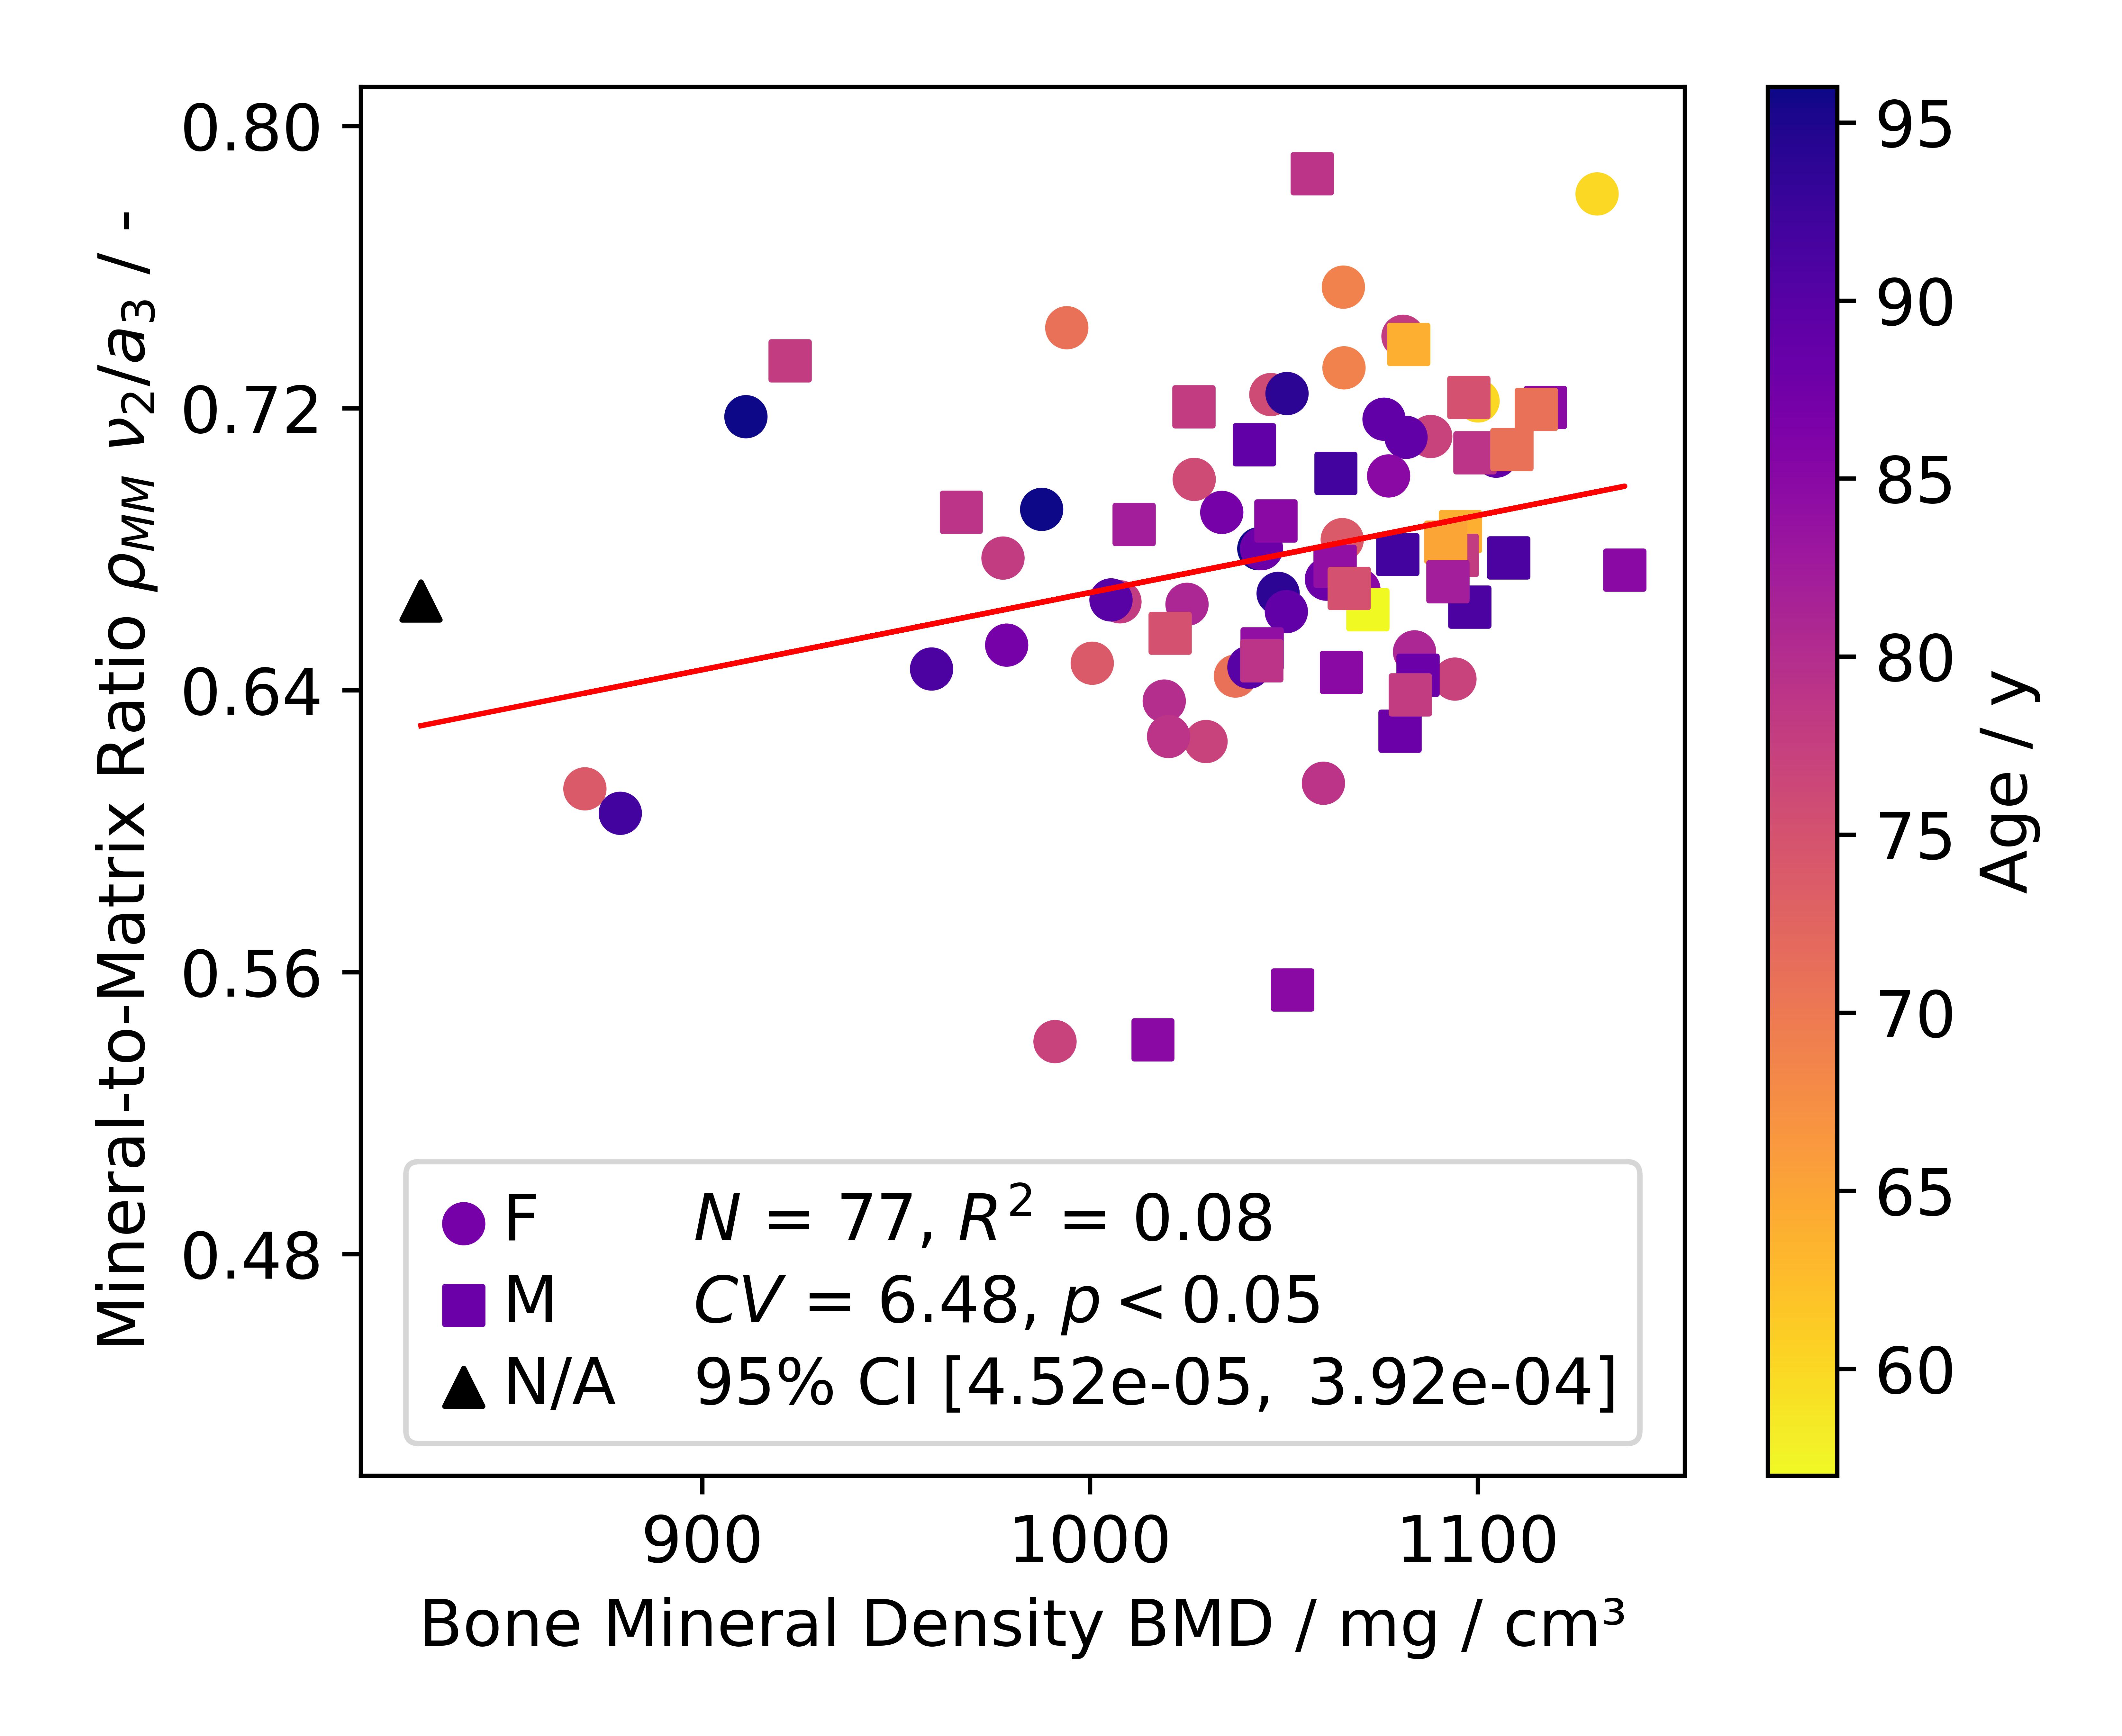 0.80
0.72
0.64
0.56
0.48
Mineral-to-Matrix Ratio ρMM ν₂/a₃ / -
F N = 77, R² = 0.08
M CV = 6.48, p < 0.05
N/A 95% CI [4.52e-05, 3.92e-04]
900 1000 1100
Bone Mineral Density BMD / mg / cm³
95
90
85
80
75
70
65
60
Age / y